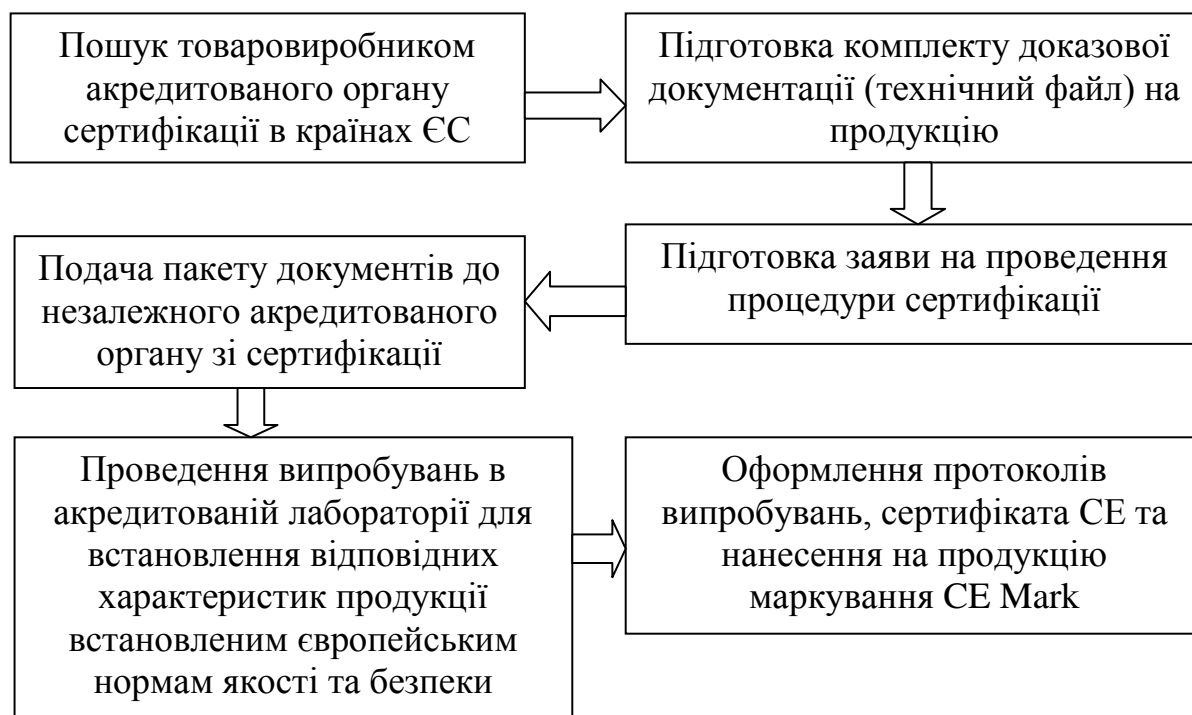 Пошук товаровиробником
акредитованого органу
сертифікації в країнах ЄС
Підготовка комплекту доказової
документації (технічний файл) на
продукцію
Підготовка заяви на проведення
процедури сертифікації
Подача пакету документів до
незалежного акредитованого
органу зі сертифікації
Проведення випробувань в
акредитованій лабораторії для
встановлення відповідних
характеристик продукції
встановленим європейським
нормам якості та безпеки
Оформлення протоколів
випробувань, сертифіката СЕ та
нанесення на продукцію
маркування CE Mark